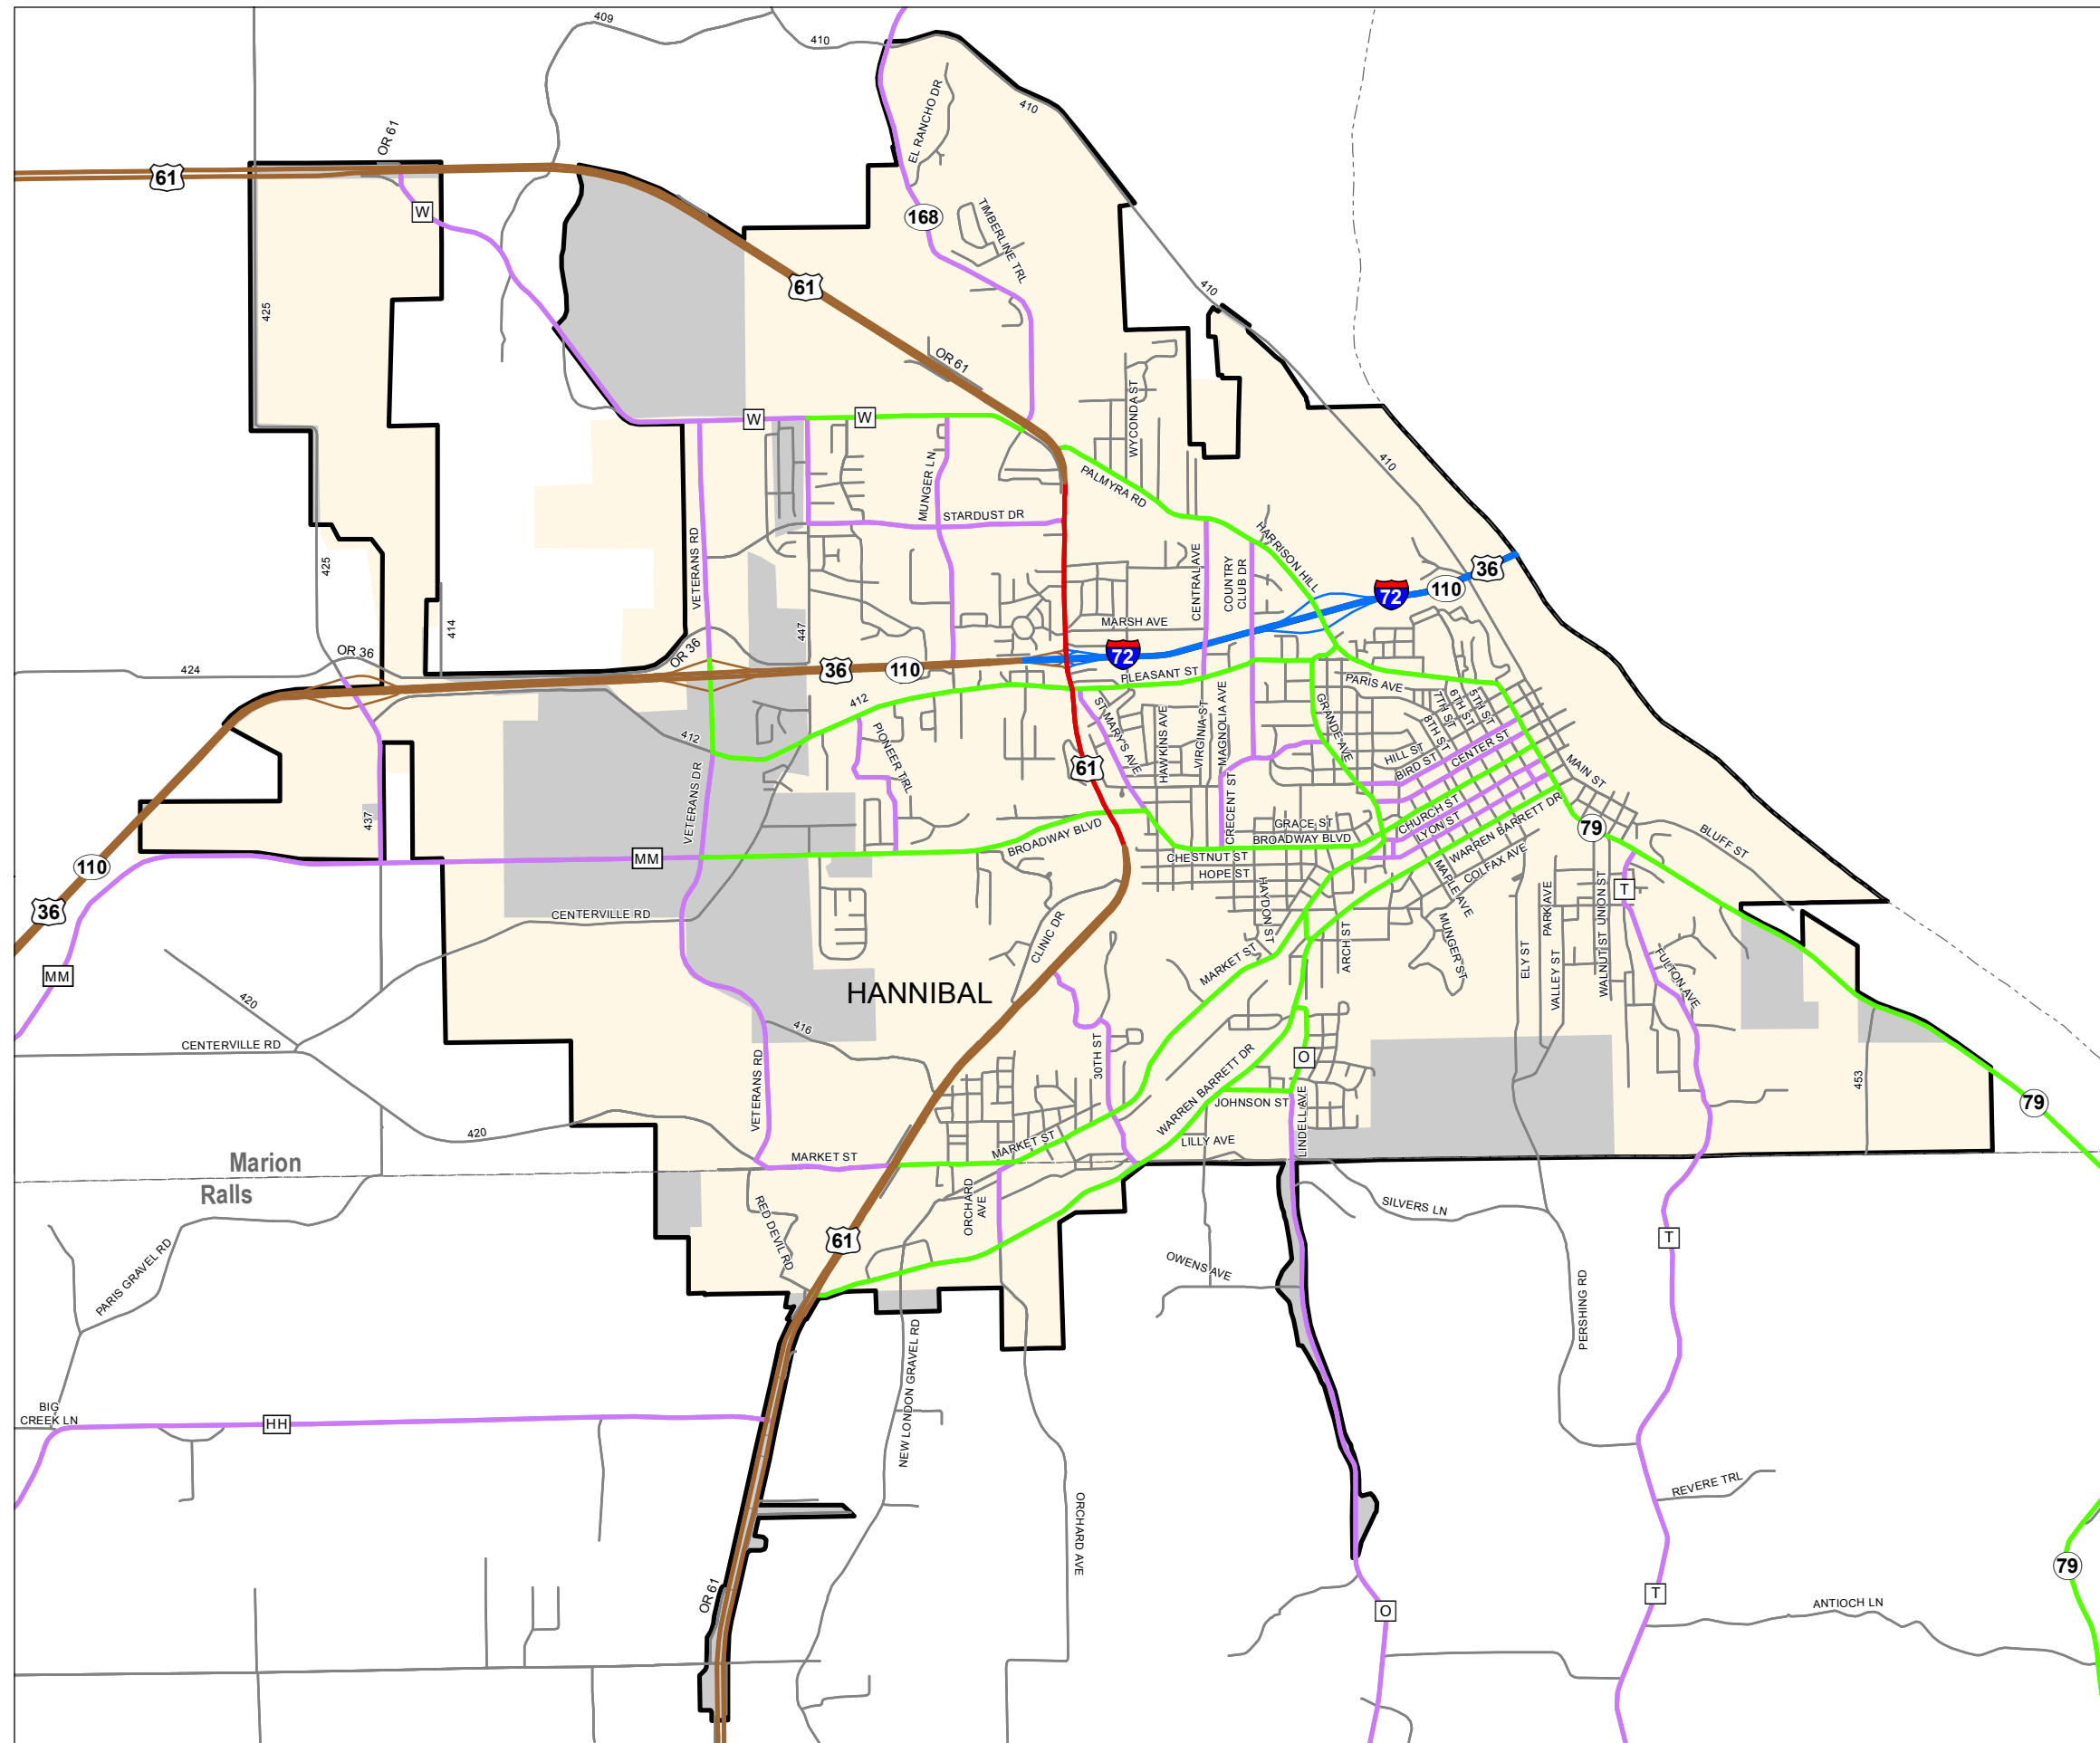 409
410
410
OR 61
EL RANCHO DR
61
W
168
TIMBERLINE TRL
61
410
425
OR 61
WYCONDA ST
W
W
410
MUNGER LN
PALMYRA RD
STARDUST DR
HARRISON HILL
VETERANS RD
425
CENTRAL AVE
COUNTRY
CLUB DR
36
110
72
414
447
MARSH AVE
OR 36
OR 36
72
424
36
110
PLEASANT ST
PARIS AVE
412
412
ST MARY'S AVE
HAWKINS AVE
VIRGINIA ST
MAGNOLIA AVE
GRANDE AVE
7TH ST
6TH ST
5TH ST
8TH ST
PIONEER TRL
HILL ST
BIRD ST
CENTER ST
MAIN ST
61
VETERANS DR
437
CRECENT ST
GRACE ST
BROADWAY BLVD
BROADWAY BLVD
CHURCH ST
LYON ST
WARREN BARRETT DR
79
BLUFF ST
MM
110
CHESTNUT ST
HOPE ST
COLFAX AVE
MAPLE AVE
T
36
CENTERVILLE RD
HAYDON ST
ARCH ST
MUNGER ST
PARK AVE
UNION ST
ELY ST
VALLEY ST
WALNUT ST
FULTON AVE
CLINIC DR
MARKET ST
MM
HANNIBAL
420
416
CENTERVILLE RD
30TH ST
O
VETERANS RD
WARREN BARRETT DR
453
JOHNSON ST
79
LINDELL AVE
420
LILLY AVE
MARKET ST
MARKET ST
Marion
Ralls
RED DEVIL RD
ORCHARD
AVE
SILVERS LN
61
T
PARIS GRAVEL RD
OWENS AVE
PERSHING RD
NEW LONDON GRAVEL RD
BIG
CREEK LN
HH
REVERE TRL
ORCHARD AVE
79
OR 61
T
O
ANTIOCH LN